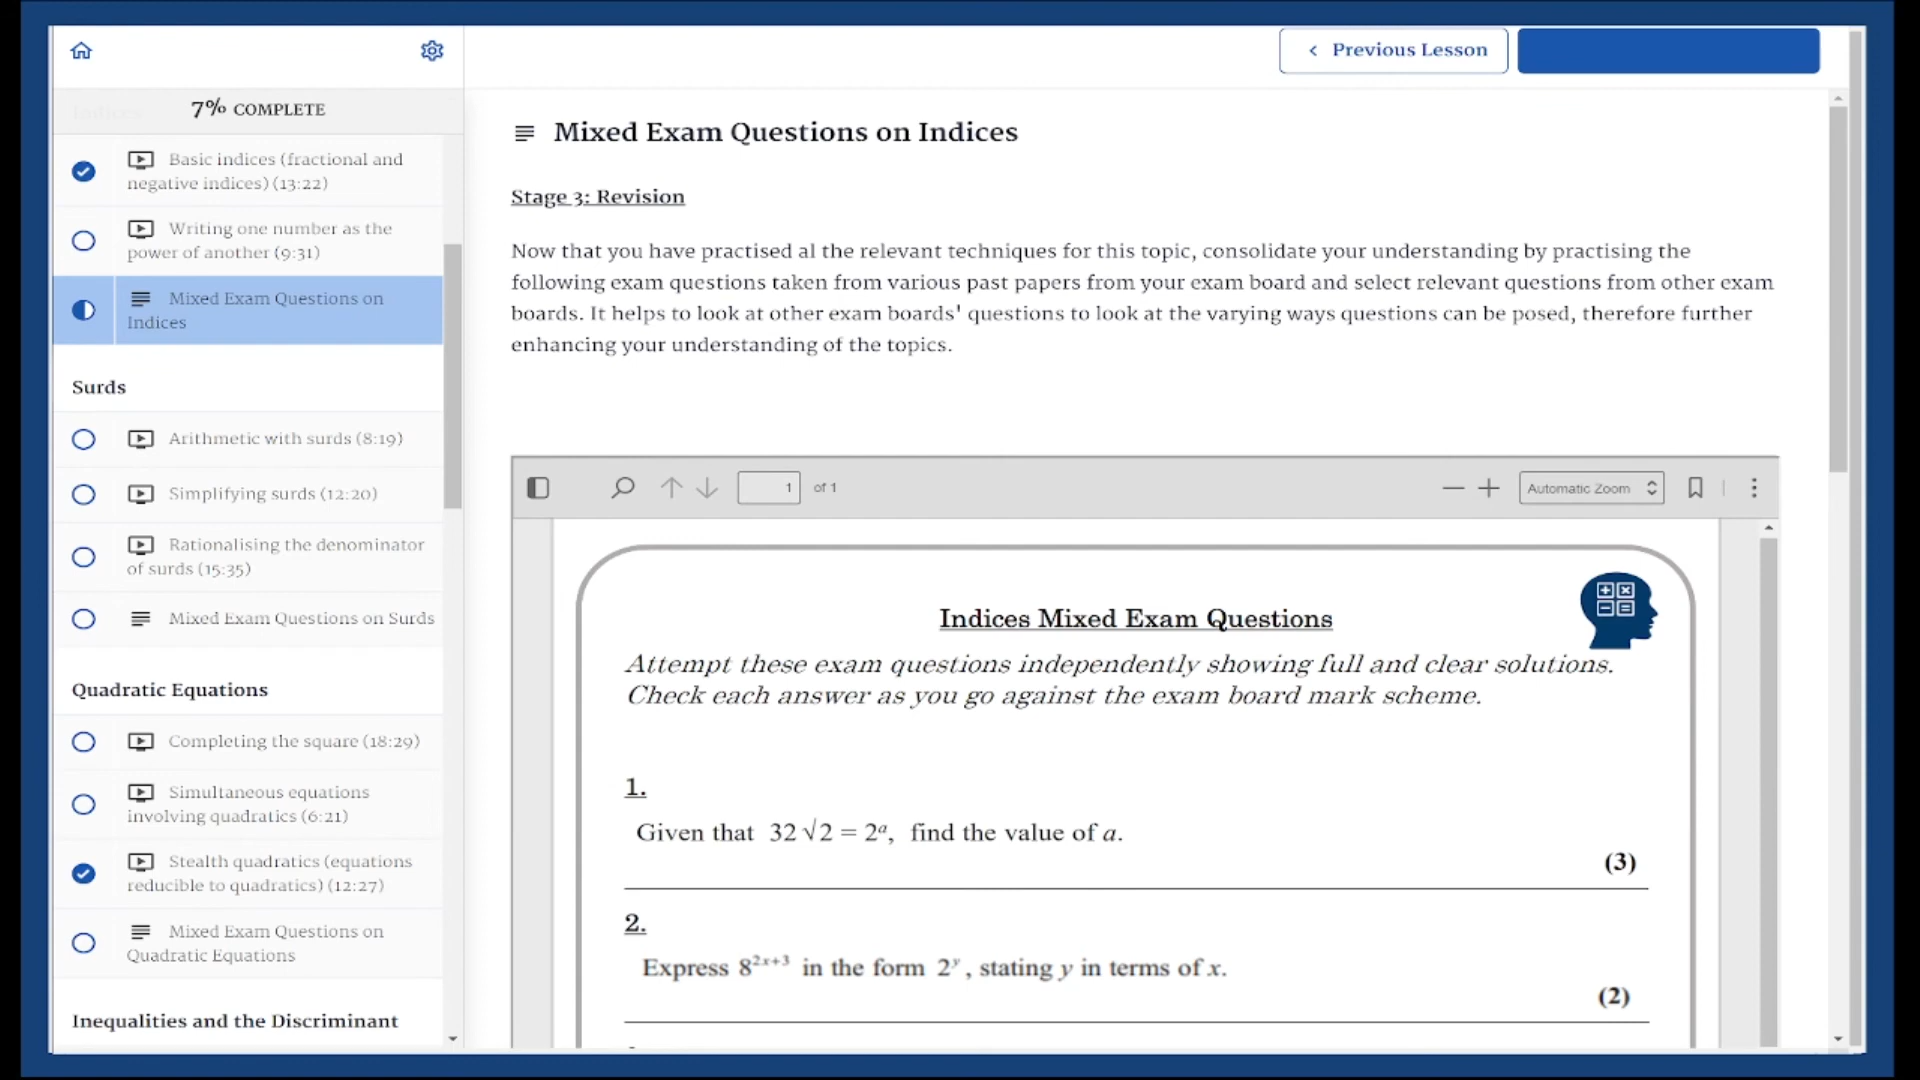 Previous Lesson
7% COMPLETE
Basic indices (fractional and
negative indices) (13:22)
Writing one number as the
power of another (9:31)
Mixed Exam Questions on
Indices
Surds
Arithmetic with surds (8:19)
Simplifying surds (12:20)
Rationalising the denominator
of surds (15:35)
Mixed Exam Questions on Surds
Quadratic Equations
Completing the square (18:29)
Simultaneous equations
involving quadratics (6:21)
Stealth quadratics (equations
reducible to quadratics) (12:27)
Mixed Exam Questions on
Quadratic Equations
Inequalities and the Discriminant
Mixed Exam Questions on Indices
Stage 3: Revision
Now that you have practised al the relevant techniques for this topic, consolidate your understanding by practising the
following exam questions taken from various past papers from your exam board and select relevant questions from other exam
boards. It helps to look at other exam boards' questions to look at the varying ways questions can be posed, therefore further
enhancing your understanding of the topics.
1 of 1
Automatic Zoom
Indices Mixed Exam Questions
Attempt these exam questions independently showing full and clear solutions.
Check each answer as you go against the exam board mark scheme.
1.
Given that 32√2 = 2ᵃ, find the value of a.
(3)
2.
Express 8²ˣ⁺³ in the form 2ʸ, stating y in terms of x.
(2)